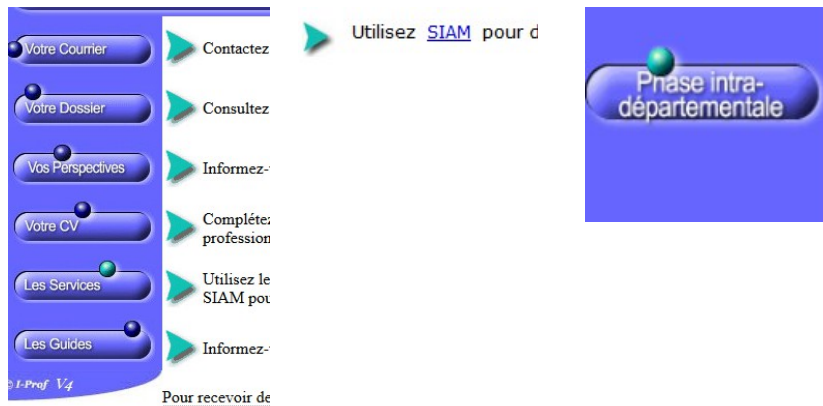 Votre Courrier
Contactez
Votre Dossier
Consultez
Vos Perspectives
Informez-
Votre CV
Complétez
profession
Les Services
Utilisez le
SIAM pou
Les Guides
Informez-
© I-Prof V4
Pour recevoir de
Utilisez SIAM pour d
Phase intra-
départementale